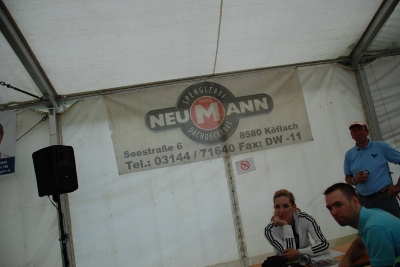 SPENGLEREI
NEUMANN
DACHDECKEREI
Seestraße 6 8580 Köflach
Tel.: 03144 / 71640 Fax: DW -11